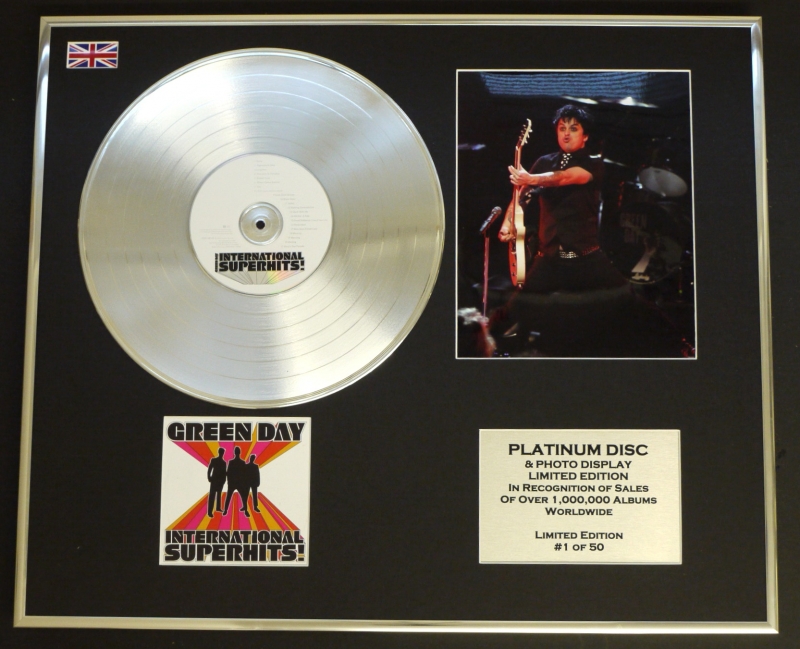 INTERNATIONAL
SUPERHITS!
GREEN DAY
INTERNATIONAL
SUPERHITS!
PLATINUM DISC
& PHOTO DISPLAY
LIMITED EDITION
IN RECOGNITION OF SALES
OF OVER 1,000,000 ALBUMS
WORLDWIDE
LIMITED EDITION
#1 OF 50